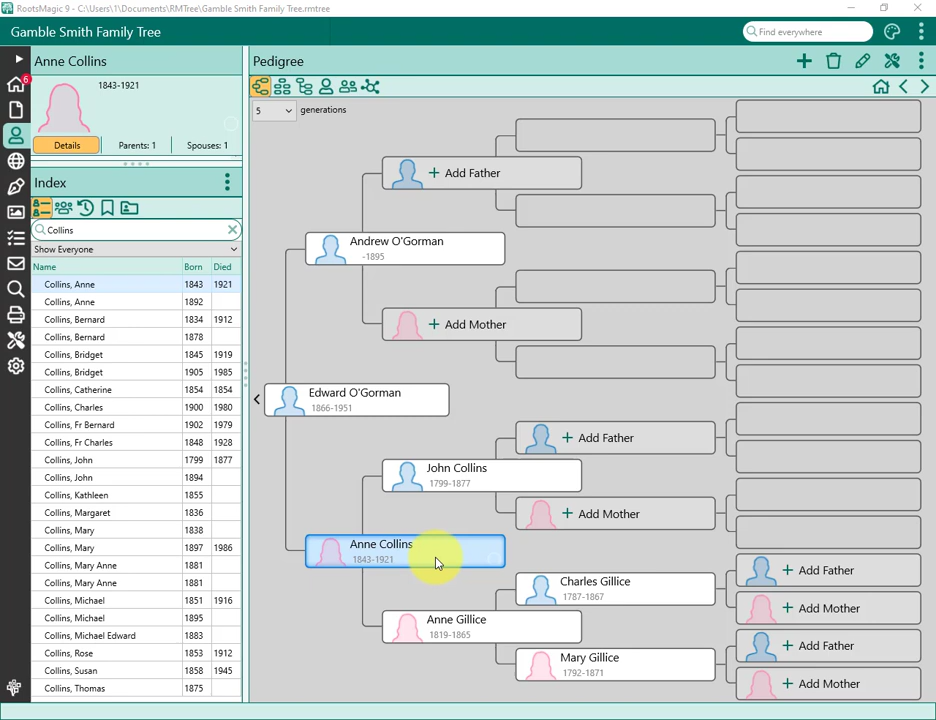 RootsMagic 9 - C:\Users\1\Documents\RMTree\Gamble Smith Family Tree.rmtree
Gamble Smith Family Tree
Find everywhere
Anne Collins
1843-1921
Details
Parents: 1
Spouses: 1
6
Index
Collins
Show Everyone
Name Born Died
Collins, Anne 1843 1921
Collins, Anne 1892
Collins, Bernard 1834 1912
Collins, Bernard 1878
Collins, Bridget 1845 1919
Collins, Bridget 1905 1985
Collins, Catherine 1854 1854
Collins, Charles 1900 1980
Collins, Fr Bernard 1902 1979
Collins, Fr Charles 1848 1928
Collins, John 1799 1877
Collins, John 1894
Collins, Kathleen 1855
Collins, Margaret 1836
Collins, Mary 1838
Collins, Mary 1897 1986
Collins, Mary Anne 1881
Collins, Mary Anne 1881
Collins, Michael 1851 1916
Collins, Michael 1895
Collins, Michael Edward 1883
Collins, Rose 1853 1912
Collins, Susan 1858 1945
Collins, Thomas 1875
Pedigree
5 generations
+ Add Father
Andrew O'Gorman
-1895
+ Add Mother
Edward O'Gorman
1866-1951
+ Add Father
John Collins
1799-1877
+ Add Mother
Anne Collins
1843-1921
+ Add Father
Charles Gillice
1787-1867
+ Add Mother
Anne Gillice
1819-1865
+ Add Father
Mary Gillice
1792-1871
+ Add Mother